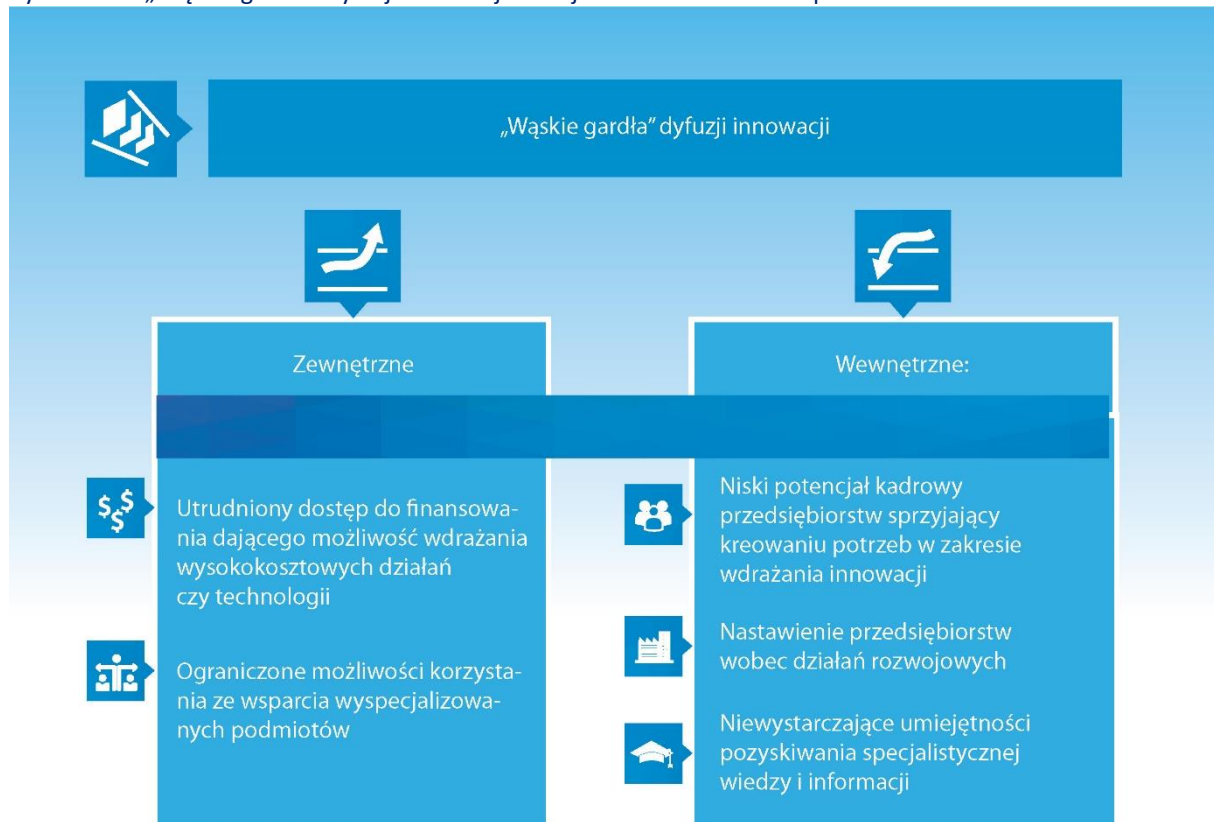 „Wąskie gardła” dyfuzji innowacji
Zewnętrzne
$ $ $
Utrudniony dostęp do finansowa-
nia dającego możliwość wdrażania
wysokokosztowych działań
czy technologii
Ograniczone możliwości korzysta-
nia ze wsparcia wyspecjalizowa-
nych podmiotów
Wewnętrzne:
Niski potencjał kadrowy
przedsiębiorstw sprzyjający
kreowaniu potrzeb w zakresie
wdrażania innowacji
Nastawienie przedsiębiorstw
wobec działań rozwojowych
Niewystarczające umiejętności
pozyskiwania specjalistycznej
wiedzy i informacji